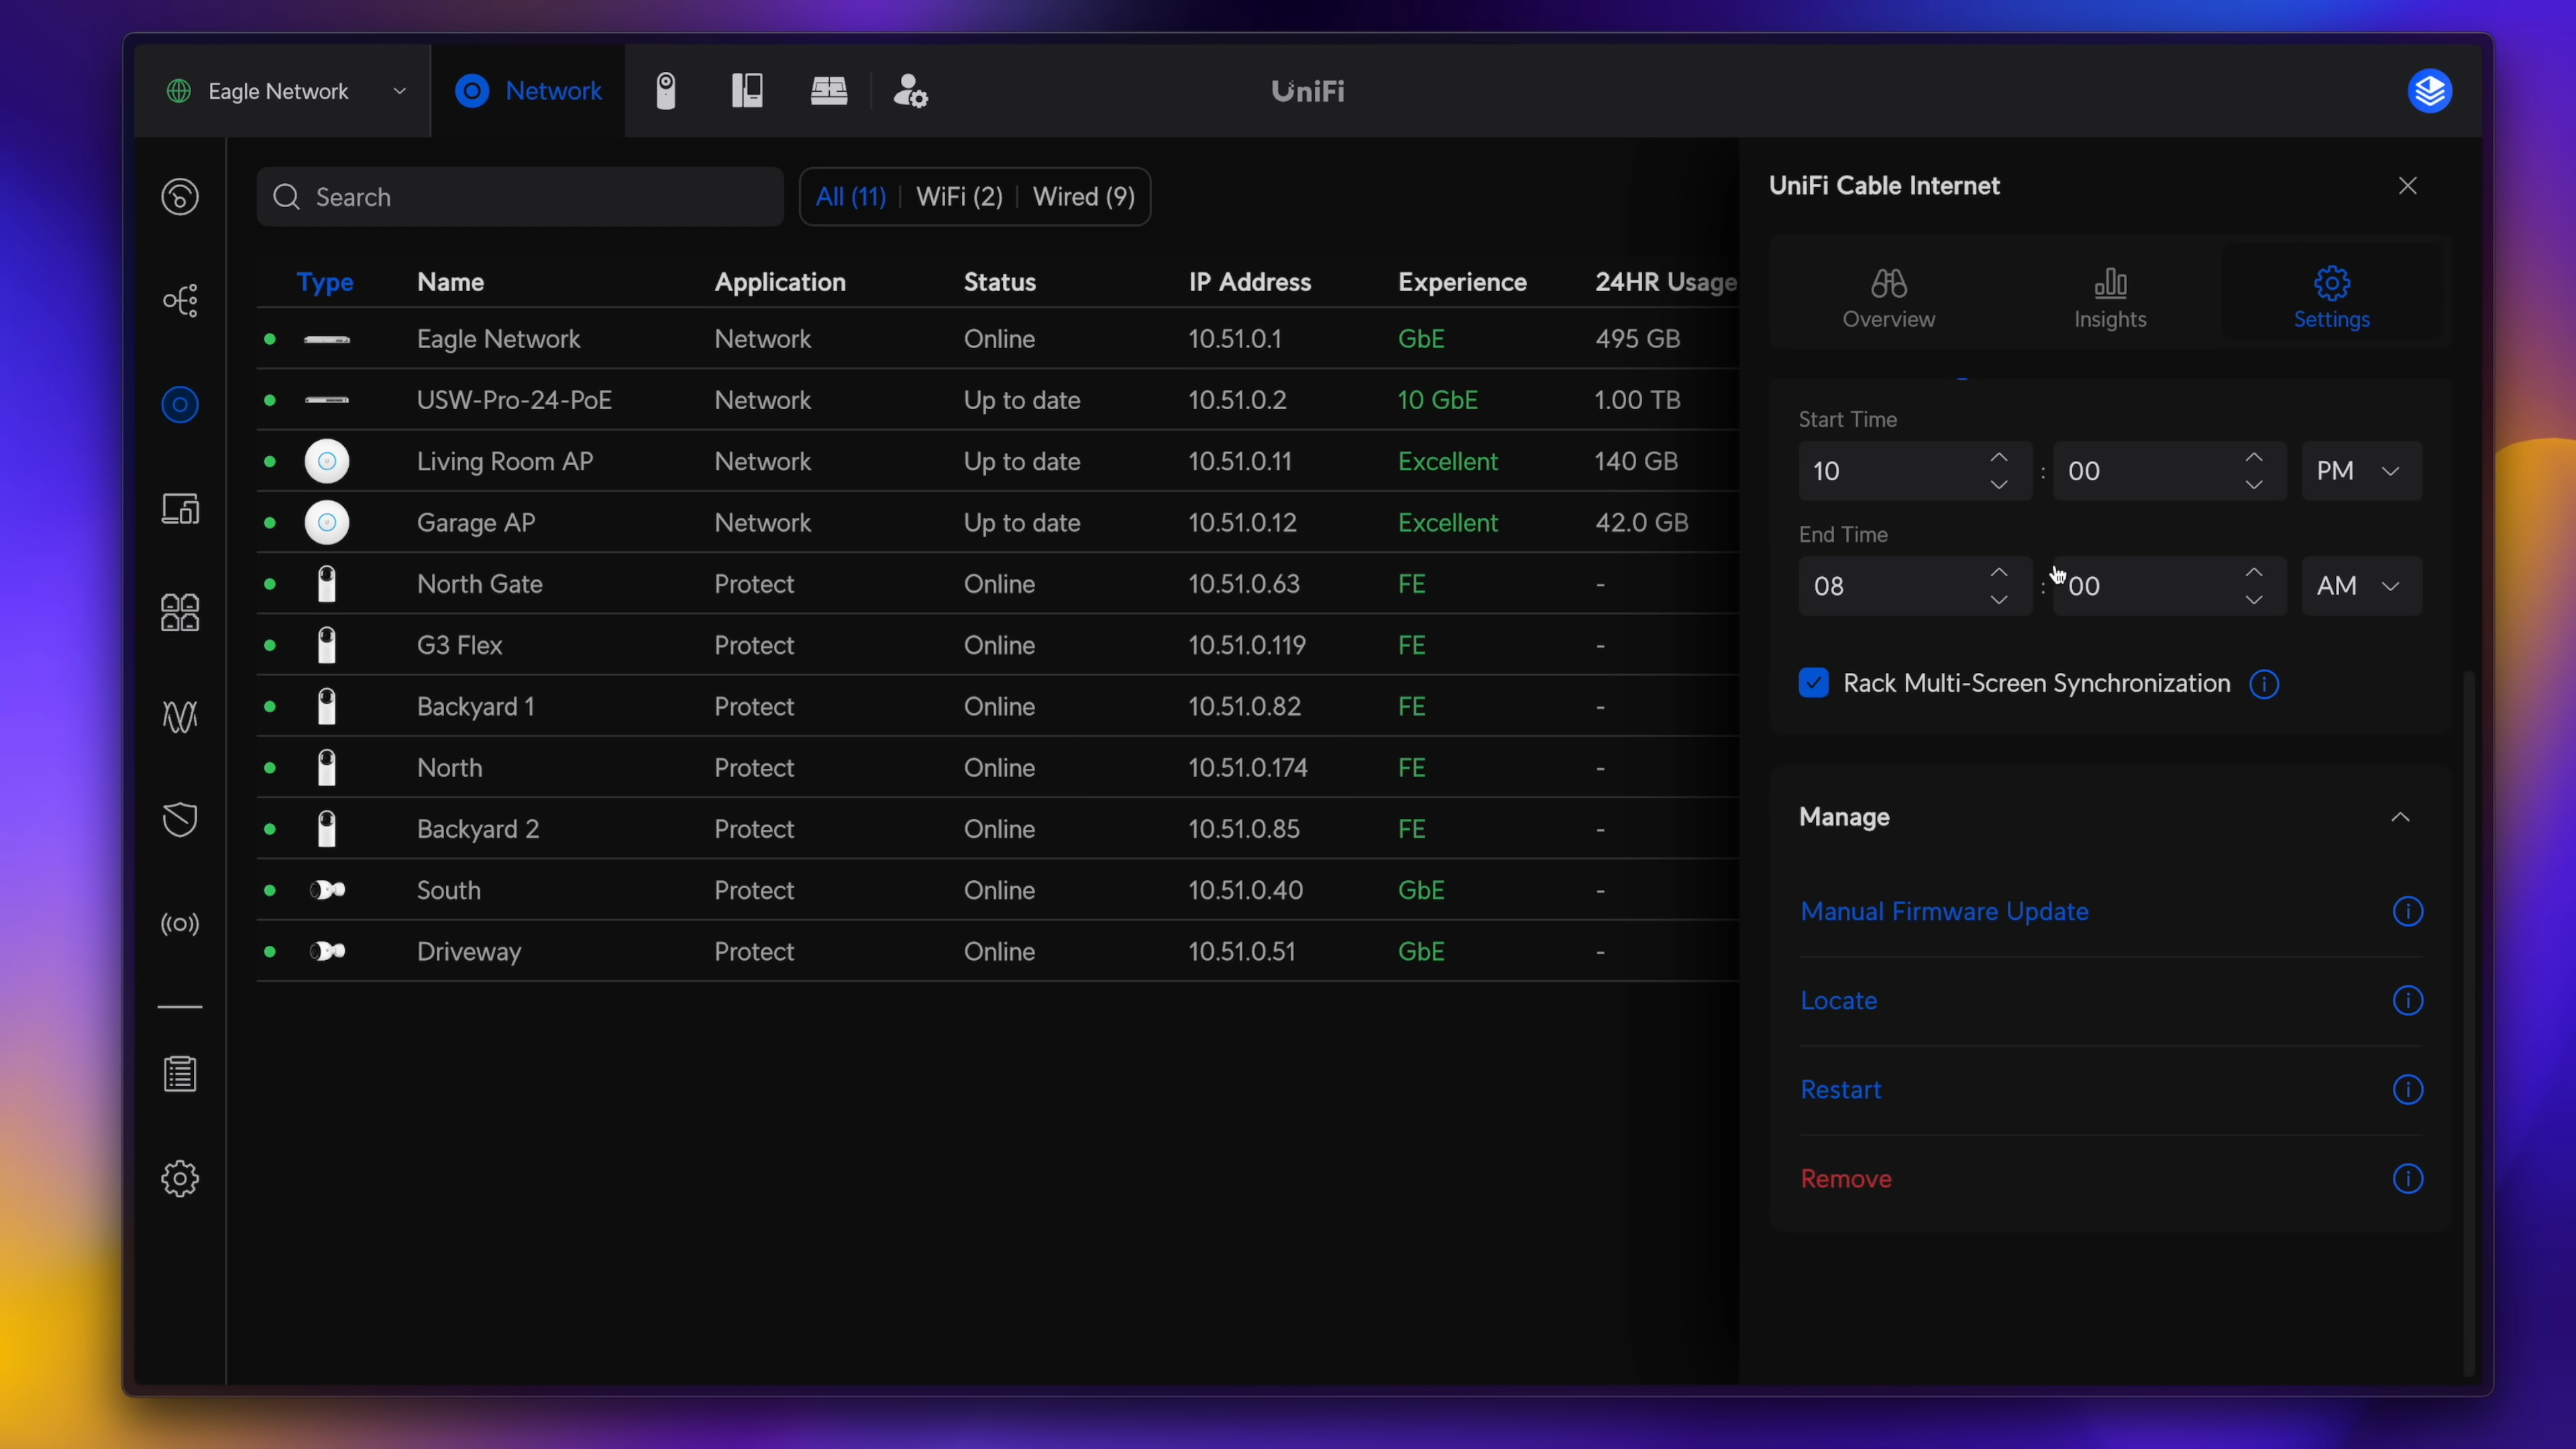 Eagle Network
Network
UniFi
Search
All (11) WiFi (2) Wired (9)
Type Name Application Status IP Address Experience 24HR Usage
Eagle Network Network Online 10.51.0.1 GbE 495 GB
USW-Pro-24-PoE Network Up to date 10.51.0.2 10 GbE 1.00 TB
Living Room AP Network Up to date 10.51.0.11 Excellent 140 GB
Garage AP Network Up to date 10.51.0.12 Excellent 42.0 GB
North Gate Protect Online 10.51.0.63 FE -
G3 Flex Protect Online 10.51.0.119 FE -
Backyard 1 Protect Online 10.51.0.82 FE -
North Protect Online 10.51.0.174 FE -
Backyard 2 Protect Online 10.51.0.85 FE -
South Protect Online 10.51.0.40 GbE -
Driveway Protect Online 10.51.0.51 GbE -
UniFi Cable Internet
Overview Insights Settings
Start Time
10 : 00 PM
End Time
08 : 00 AM
Rack Multi-Screen Synchronization
Manage
Manual Firmware Update
Locate
Restart
Remove